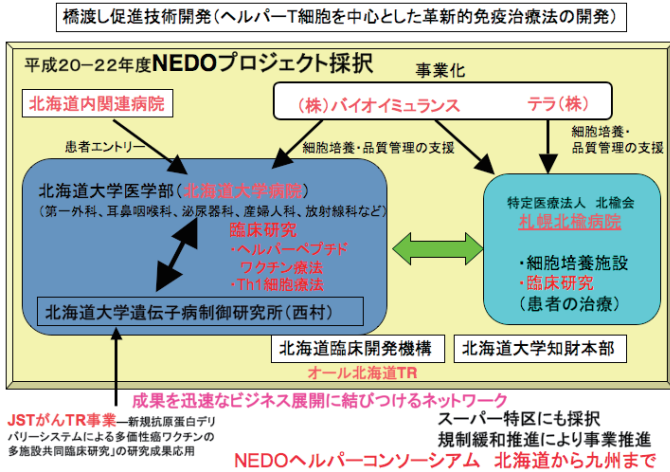 橋渡し促進技術開発(ヘルパーT細胞を中心とした革新的免疫治療法の開発)
平成20-22年度NEDOプロジェクト採択
事業化
北海道内関連病院
(株)バイオイミュランス
テラ(株)
患者エントリー
細胞培養・品質管理の支援
細胞培養・
品質管理の支援
北海道大学医学部(北海道大学病院)
(第一外科、耳鼻咽喉科、泌尿器科、産婦人科、放射線科など)
臨床研究
・ヘルパーペプチド
ワクチン療法
・Th1細胞療法
北海道大学遺伝子病制御研究所(西村)
特定医療法人 北楡会
札幌北楡病院
・細胞培養施設
・臨床研究
(患者の治療)
北海道臨床開発機構
北海道大学知財本部
オール北海道TR
成果を迅速なビジネス展開に結びつけるネットワーク
JSTがんTR事業―新規抗原蛋白デリ
バリーシステムによる多価性癌ワクチンの
多施設共同臨床研究」の研究成果応用
スーパー特区にも採択
規制緩和推進により事業推進
NEDOヘルパーコンソーシアム 北海道から九州まで